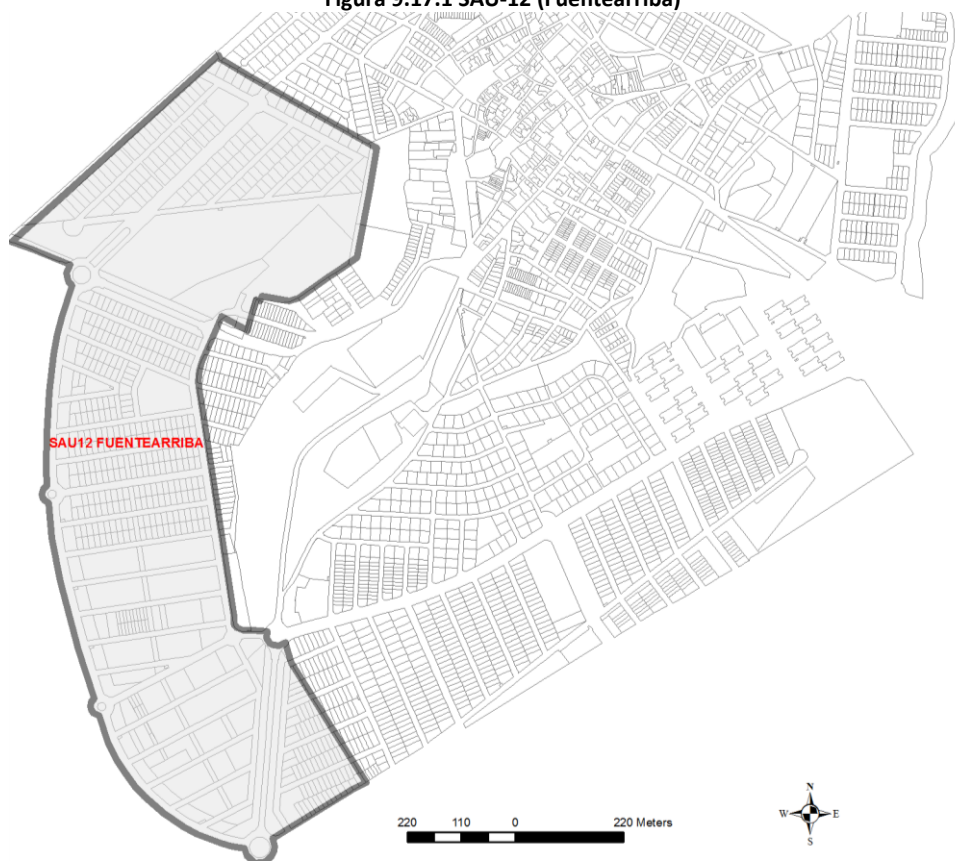 Figura 9.17.1 SAU-12 (Fuentearriba)
SAU12 FUENTEARRIBA
N
W E
S
220 110 0 220 Meters